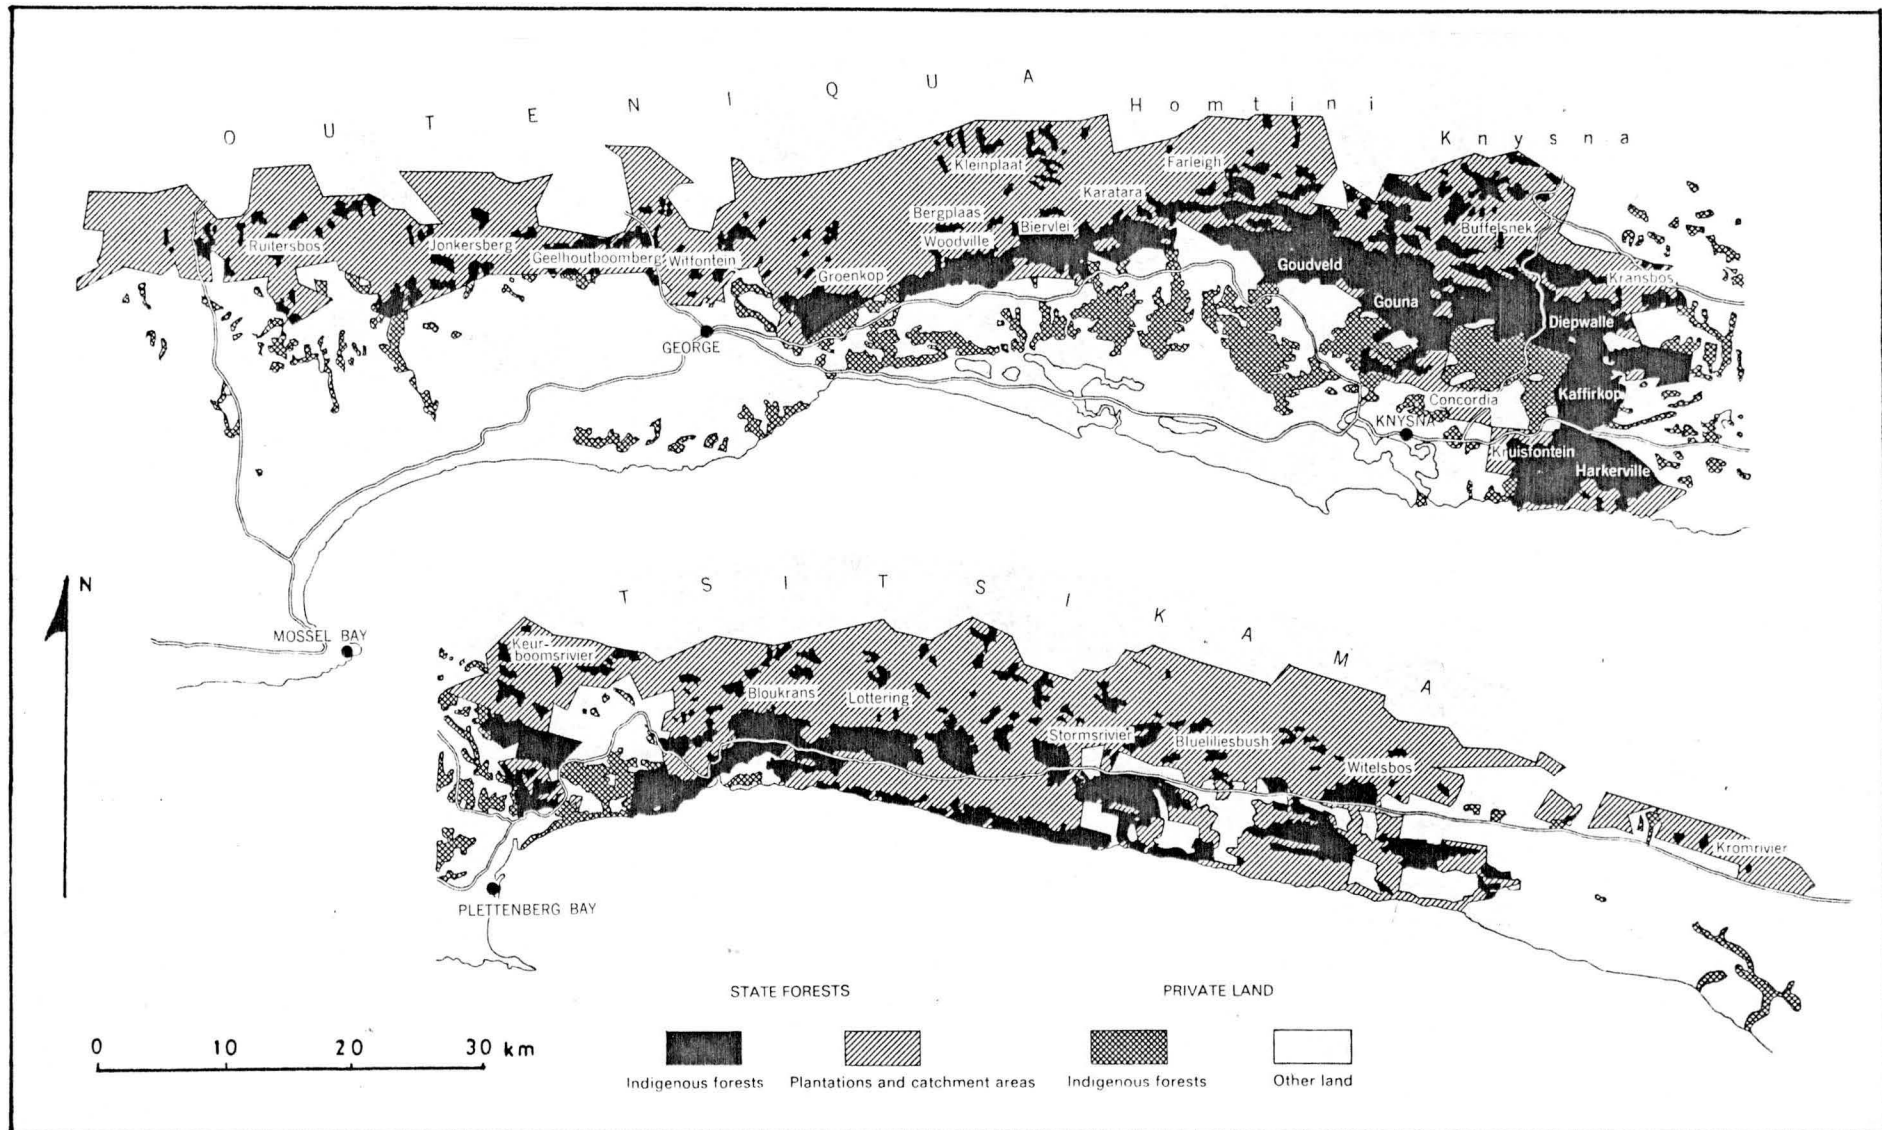 OUTENIQUA
Homtini
Knysna
Kleinplaat
Farleigh
Karatara
Bergplaas
Biervlei
Woodville
Buffelsnek
Ruitersbos
Jonkersberg
Geelhoutboomberg
Witfontein
Groenkop
Goudveld
Kransbos
Gouna
Diepwalle
GEORGE
Concordia
Kaffirkop
KNYSNA
Kruisfontein
Harkerville
N
MOSSEL BAY
TSITSIKAMA
Keur-
boomsrivier
Bloukrans
Lottering
Stormsrivier
Blueliliesbush
Witelsbos
Kromrivier
PLETTENBERG BAY
STATE FORESTS
PRIVATE LAND
0 10 20 30 km
Indigenous forests
Plantations and catchment areas
Indigenous forests
Other land